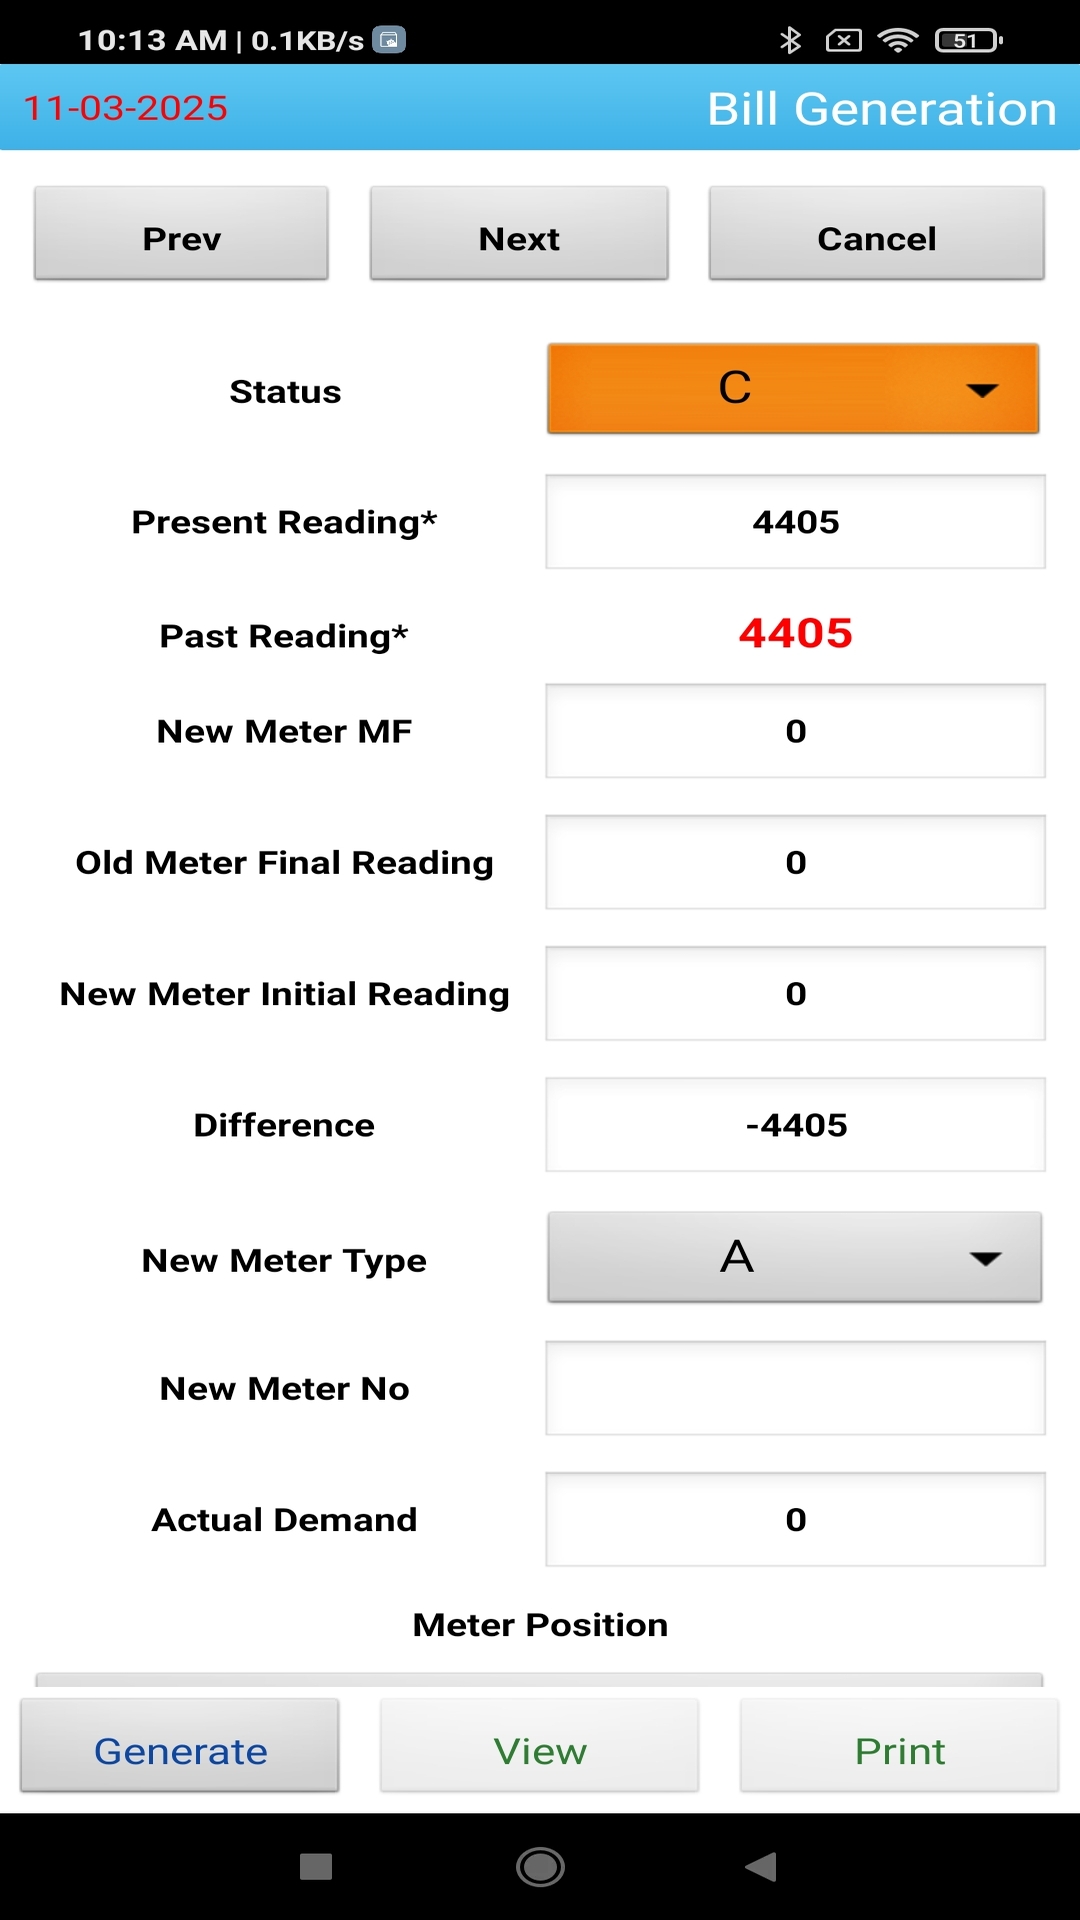 10:13 AM | 0.1KB/s 51
11-03-2025 Bill Generation
Prev Next Cancel
Status C
Present Reading* 4405
Past Reading* 4405
New Meter MF 0
Old Meter Final Reading 0
New Meter Initial Reading 0
Difference -4405
New Meter Type A
New Meter No
Actual Demand 0
Meter Position
Generate View Print